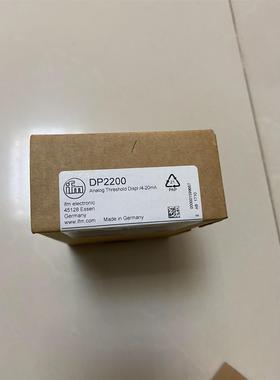 ifm
DP2200
Analog Threshold Displ /4-20mA
ifm electronic
45128 Essen
Germany
www.ifm.com
Made in Germany
PAP